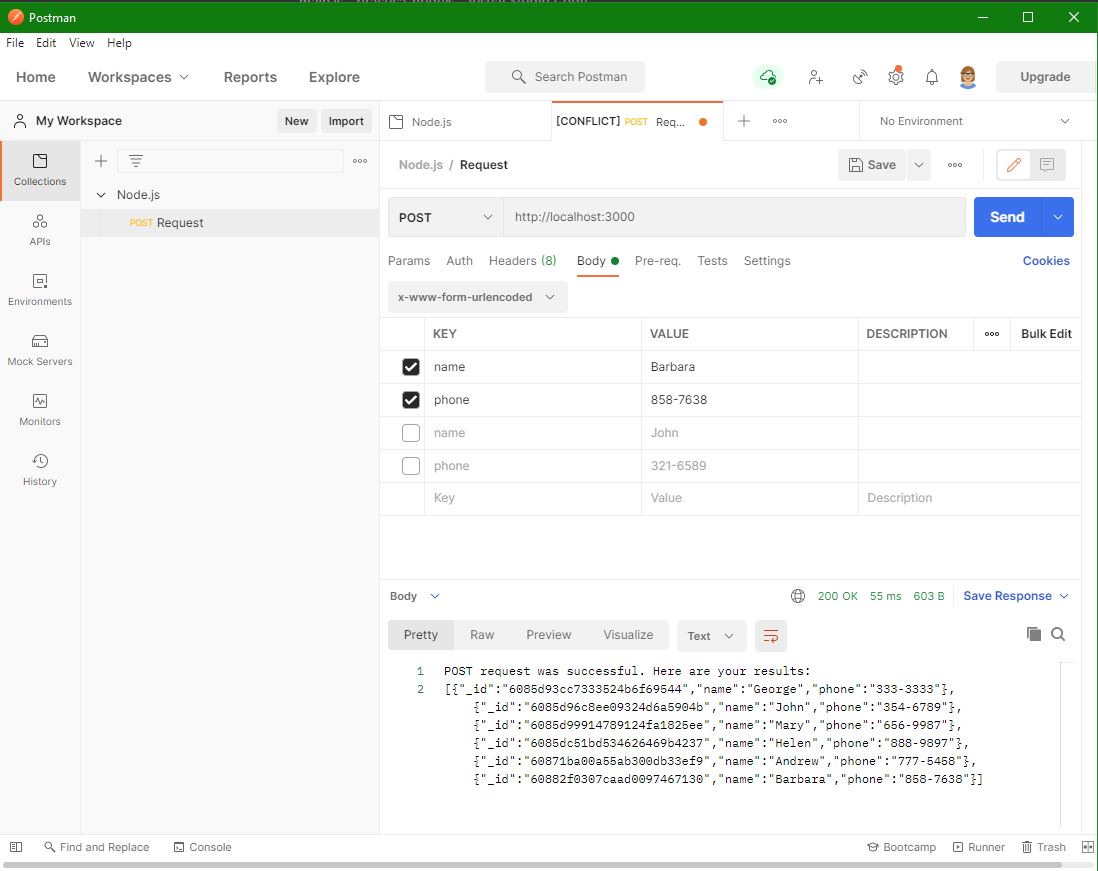 Postman
File Edit View Help
Home Workspaces Reports Explore Search Postman Upgrade
My Workspace New Import Node.js [CONFLICT] POST Req... No Environment
Collections
APIs
Environments
Mock Servers
Monitors
History
Node.js
POST Request
Node.js / Request Save
POST http://localhost:3000 Send
Params Auth Headers (8) Body Pre-req. Tests Settings Cookies
x-www-form-urlencoded
KEY VALUE DESCRIPTION Bulk Edit
name Barbara
phone 858-7638
name John
phone 321-6589
Key Value Description
Body 200 OK 55 ms 603 B Save Response
Pretty Raw Preview Visualize Text
1 POST request was successful. Here are your results:
2 [{"_id":"6085d93cc7333524b6f69544","name":"George","phone":"333-3333"},
{"_id":"6085d96c8ee09324d6a5904b","name":"John","phone":"354-6789"},
{"_id":"6085d99914789124fa1825ee","name":"Mary","phone":"656-9987"},
{"_id":"6085dc51bd534626469b4237","name":"Helen","phone":"888-9897"},
{"_id":"60871ba00a55ab300db33ef9","name":"Andrew","phone":"777-5458"},
{"_id":"60882f0307caad0097467130","name":"Barbara","phone":"858-7638"}]
Find and Replace Console Bootcamp Runner Trash